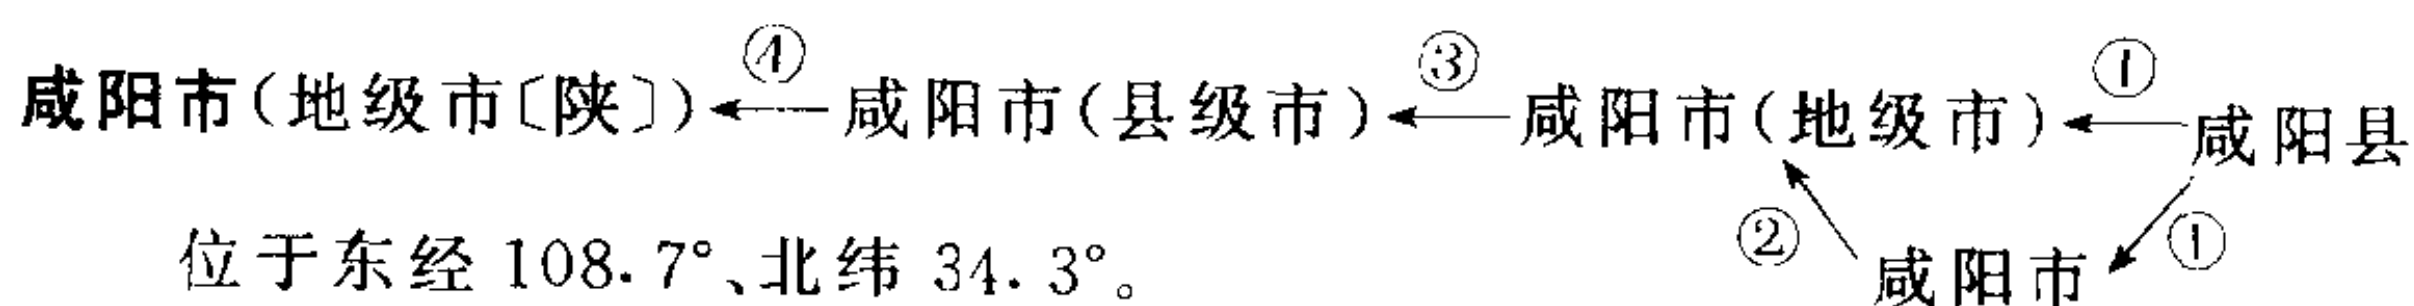 咸阳市(地级市〔陕〕)←④咸阳市(县级市)←③咸阳市(地级市)←①咸阳县
②咸阳市①
位于东经108.7°、北纬34.3°。